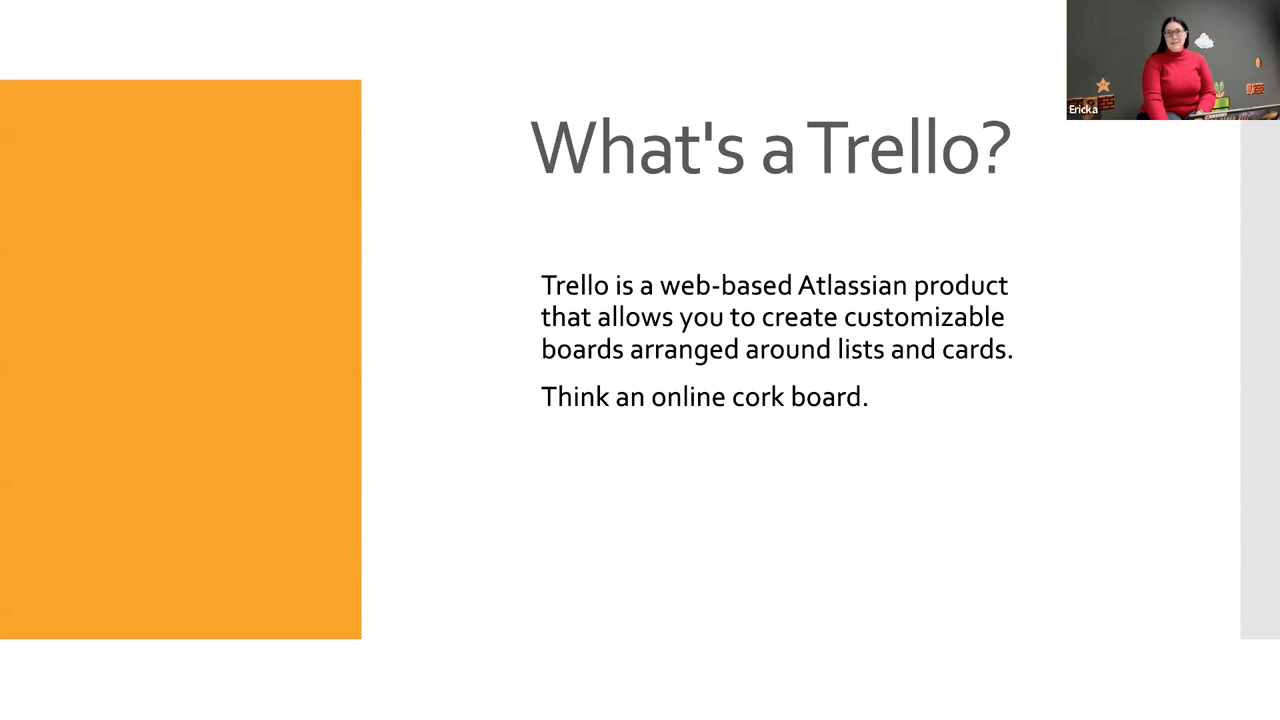 Ericka
What's a Trello?
Trello is a web-based Atlassian product
that allows you to create customizable
boards arranged around lists and cards.
Think an online cork board.